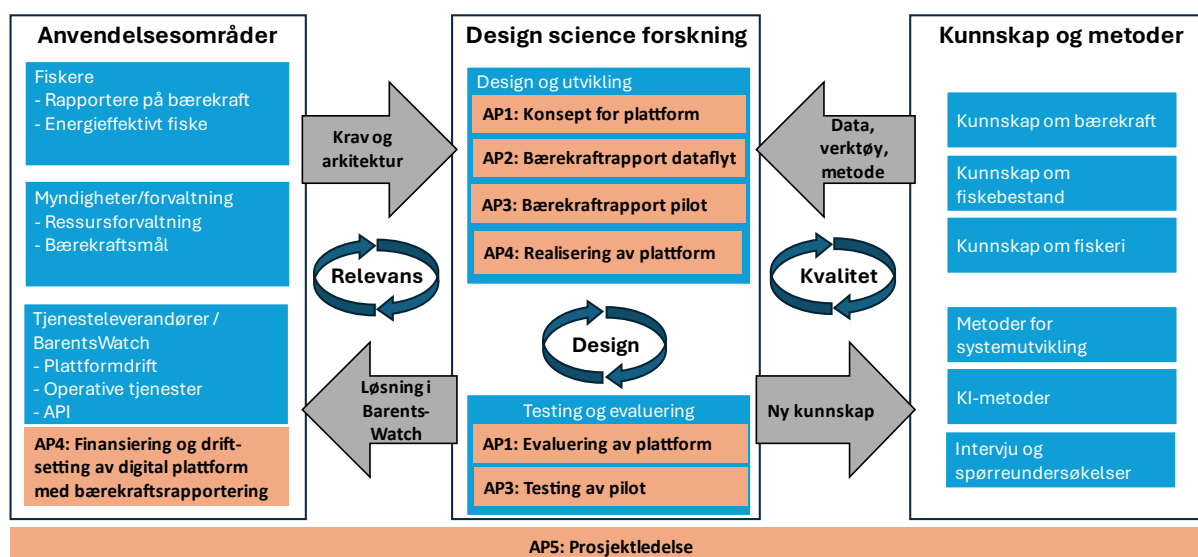 Anvendelsesområder
Fiskere
- Rapportere på bærekraft
- Energieffektivt fiske
Myndigheter/forvaltning
- Ressursforvaltning
- Bærekraftsmål
Tjenesteleverandører /
BarentsWatch
- Plattformdrift
- Operative tjenester
- API
AP4: Finansiering og drift-
setting av digital plattform
med bærekraftsrapportering
Krav og
arkitektur
Relevans
Løsning i
Barents-
Watch
Design science forskning
Design og utvikling
AP1: Konsept for plattform
AP2: Bærekraftrapport dataflyt
AP3: Bærekraftrapport pilot
AP4: Realisering av plattform
Design
Testing og evaluering
AP1: Evaluering av plattform
AP3: Testing av pilot
Data,
verktøy,
metode
Kvalitet
Ny kunnskap
Kunnskap og metoder
Kunnskap om bærekraft
Kunnskap om
fiskebestand
Kunnskap om fiskeri
Metoder for
systemutvikling
KI-metoder
Intervju og
spørreundersøkelser
AP5: Prosjektledelse